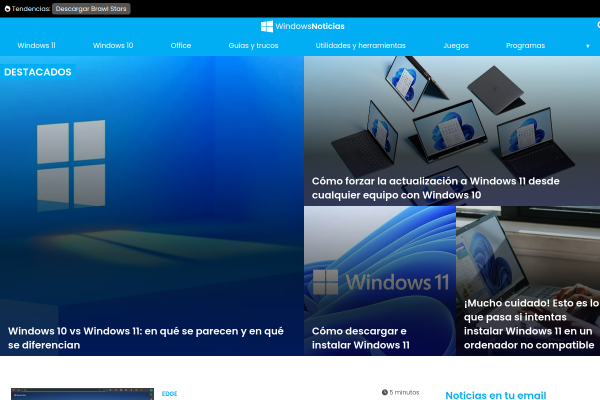 Tendencias: Descargar Brawl Stars
WindowsNoticias
Windows 11 Windows 10 Office Guías y trucos Utilidades y herramientas Juegos Programas
DESTACADOS
Windows 10 vs Windows 11: en qué se parecen y en qué
se diferencian
Cómo forzar la actualización a Windows 11 desde
cualquier equipo con Windows 10
Windows 11
Cómo descargar e
instalar Windows 11
¡Mucho cuidado! Esto es lo
que pasa si intentas
instalar Windows 11 en un
ordenador no compatible
EDGE
5 minutos
Noticias en tu email